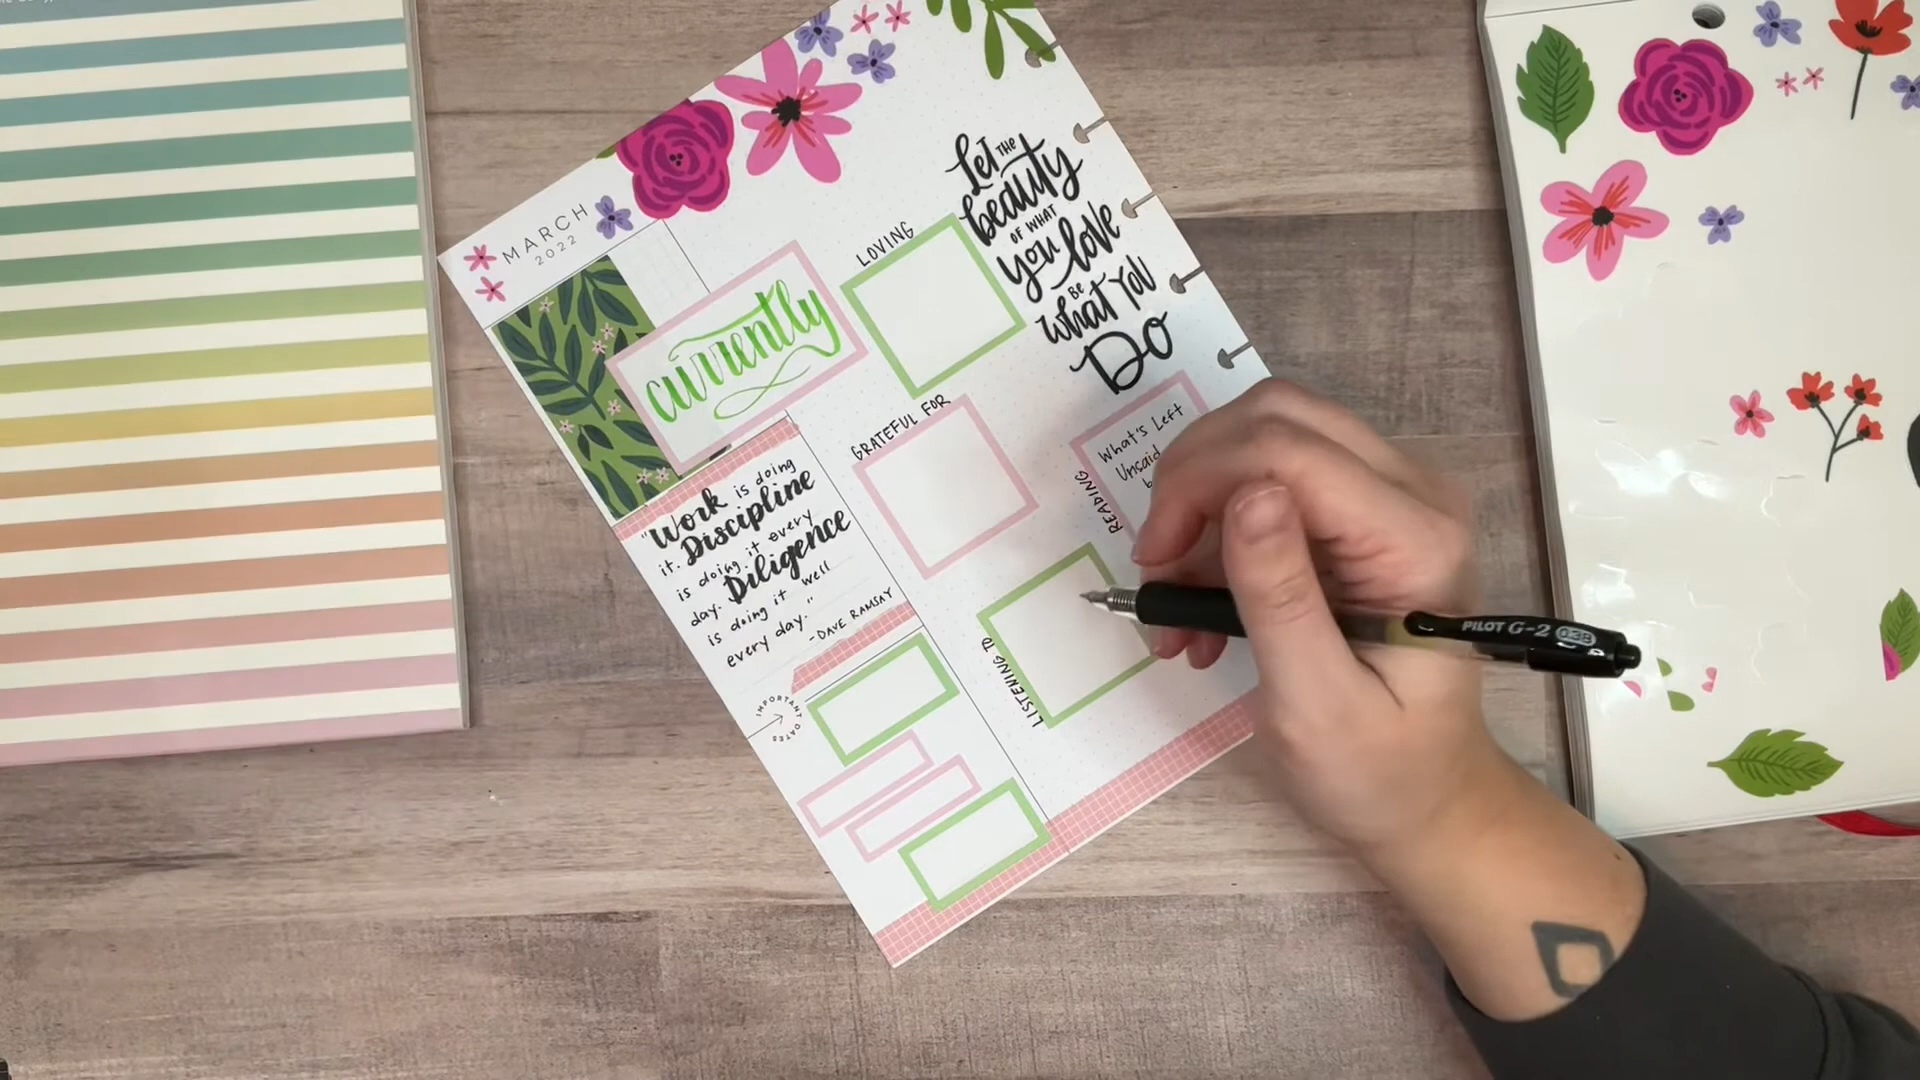 MARCH
2022
currently
"Work is doing
it. Discipline
is doing it every
day. Diligence
is doing it well
every day."
-DAVE RAMSAY
IMPORTANT DATES
LOVING
GRATEFUL FOR
Let THE
beauty
OF WHAT
you love
BE
what you
Do
READING
What's Left
Unsaid
LISTENING TO
PILOT G-2 0.38